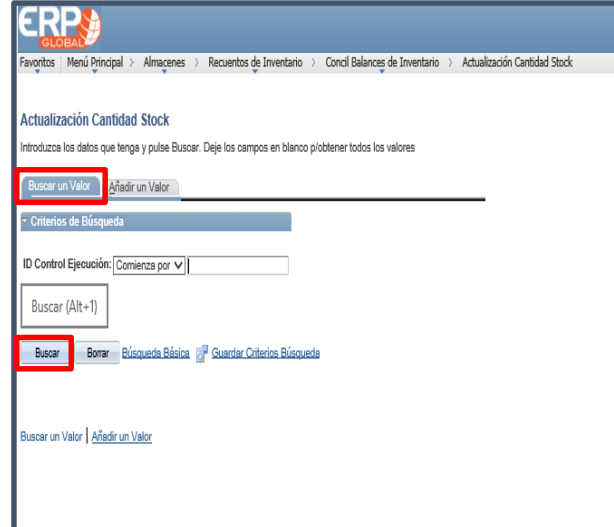 ERP
GLOBAL
Favoritos Menú Principal > Almacenes > Recuentos de Inventario > Concil Balances de Inventario > Actualización Cantidad Stock
Actualización Cantidad Stock
Introduzca los datos que tenga y pulse Buscar. Deje los campos en blanco p/obtener todos los valores
Buscar un Valor Añadir un Valor
Criterios de Búsqueda
ID Control Ejecución: Comienza por
Buscar (Alt+1)
Buscar Borrar Búsqueda Básica Guardar Criterios Búsqueda
Buscar un Valor | Añadir un Valor